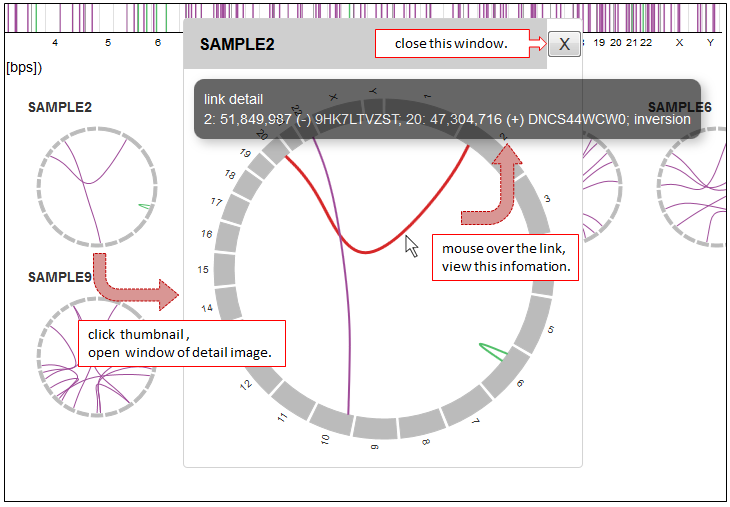 4 5 6 19 20 21 22 X Y
[bps])
SAMPLE2
close this window.
X
SAMPLE2
SAMPLE6
link detail
2: 51,849,987 (-) 9HK7LTVZST; 20: 47,304,716 (+) DNCS44WCW0; inversion
X Y 1
22
20 2
19
18
17 3
16
15
14
mouse over the link,
view this infomation.
SAMPLE9
click thumbnail ,
open window of detail image.
5
6
12
11
10 9 8 7